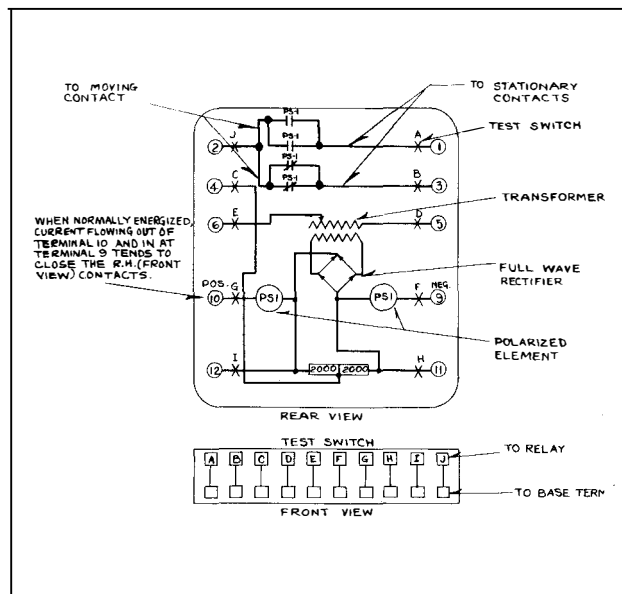 TO MOVING
CONTACT
PS-1
TO STATIONARY
CONTACTS
J
A
TEST SWITCH
2
PS-1
1
PS-1
C
B
4
PS-1
3
TRANSFORMER
E
D
6
5
WHEN NORMALLY ENERGIZED,
CURRENT FLOWING OUT OF
TERMINAL 10 AND IN AT
TERMINAL 9 TENDS TO
CLOSE THE R.H.(FRONT
VIEW) CONTACTS.
FULL WAVE
RECTIFIER
POS. G
F NEG.
10
PS1
PS1
9
POLARIZED
ELEMENT
I
H
12
2000 2000
11
REAR VIEW
TEST SWITCH
A B C D E F G H I J
TO RELAY
TO BASE TERM
FRONT VIEW